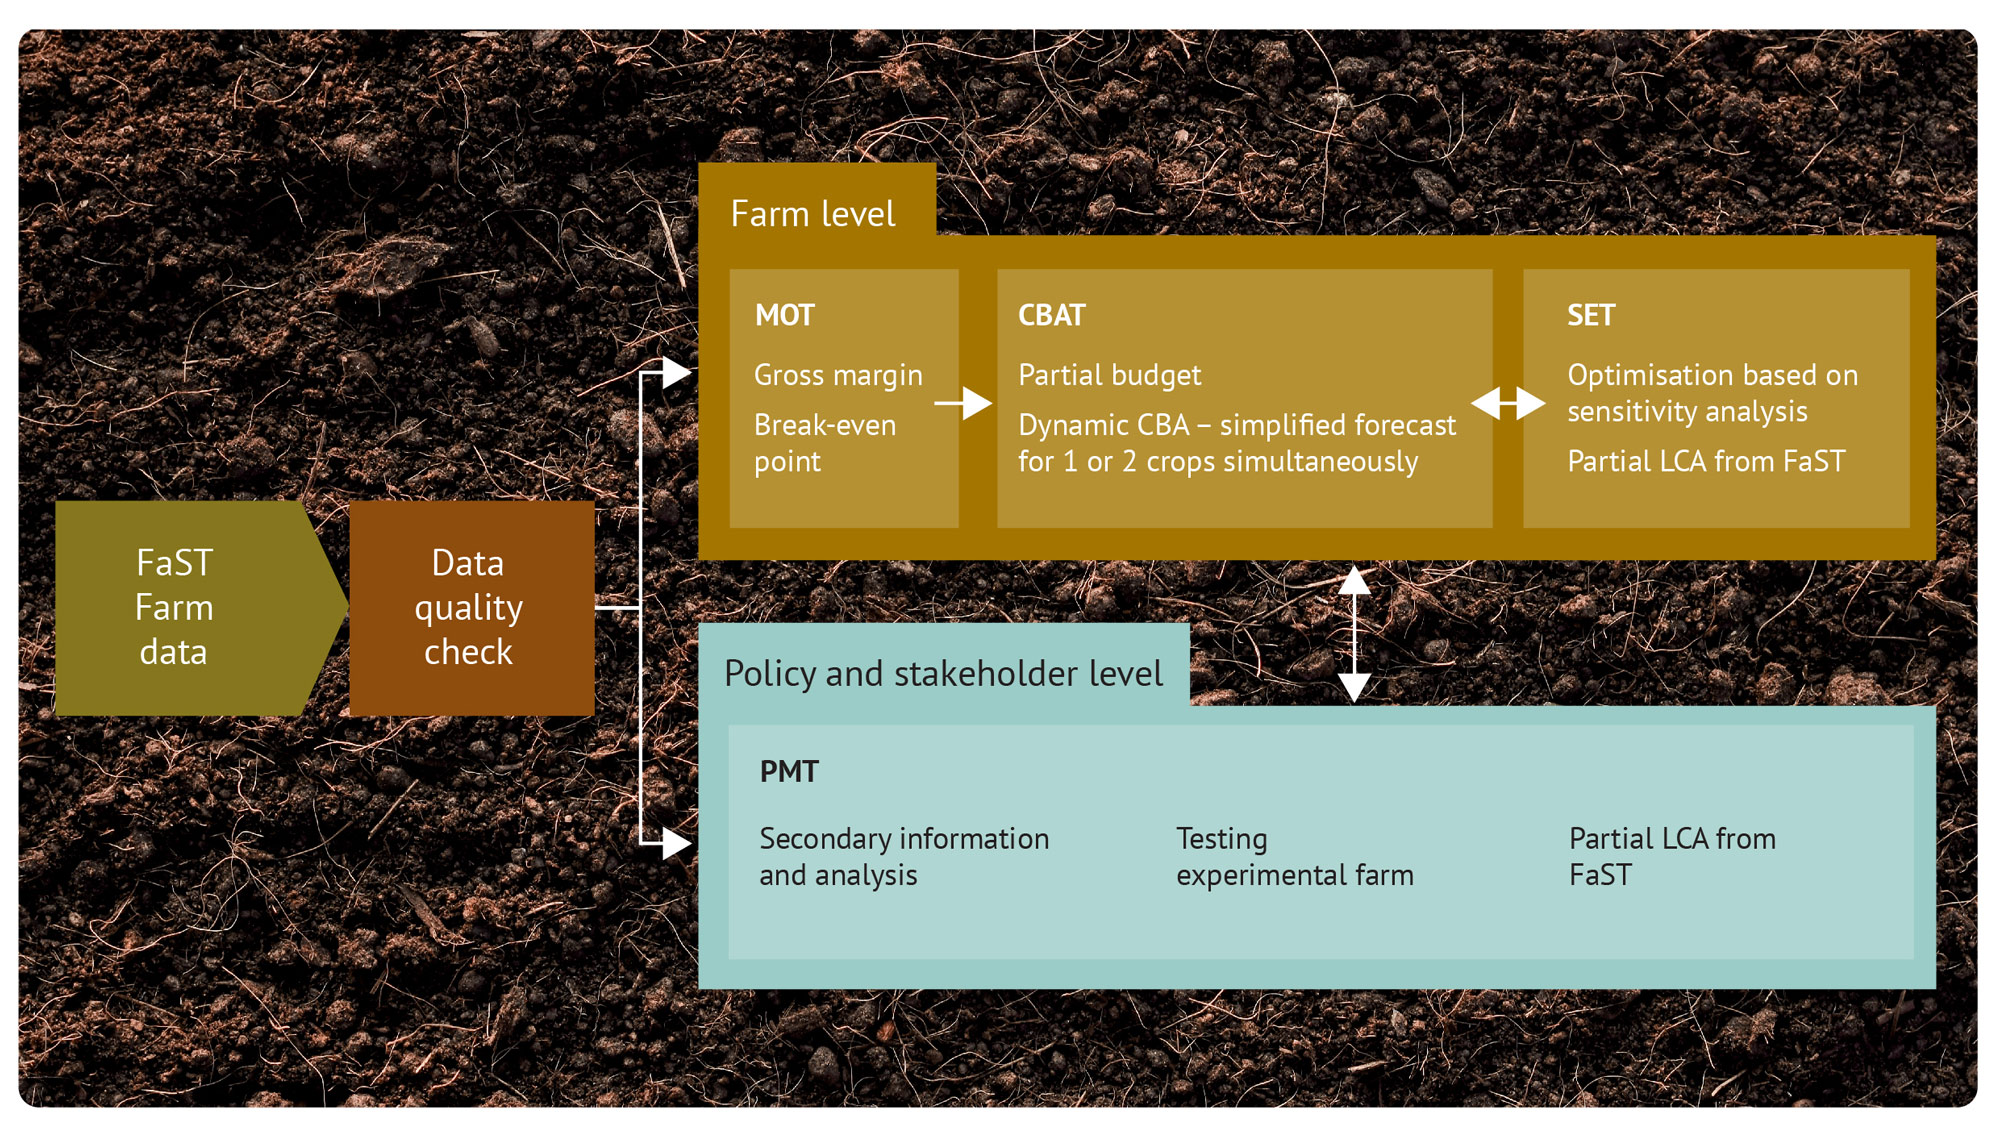 FaST
Farm
data
Data
quality
check
Farm level
MOT
Gross margin
Break-even
point
CBAT
Partial budget
Dynamic CBA – simplified forecast
for 1 or 2 crops simultaneously
SET
Optimisation based on
sensitivity analysis
Partial LCA from FaST
Policy and stakeholder level
PMT
Secondary information
and analysis
Testing
experimental farm
Partial LCA from
FaST